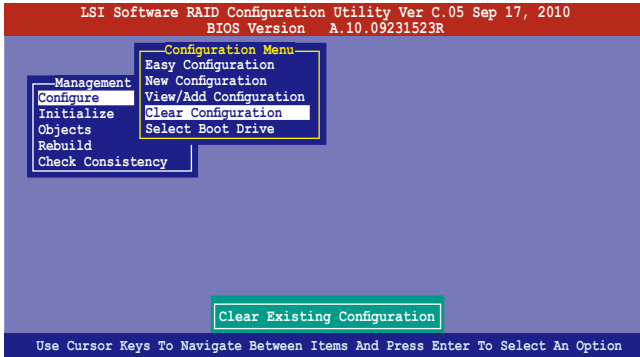 LSI Software RAID Configuration Utility Ver C.05 Sep 17, 2010
BIOS Version A.10.09231523R
Management
Configure
Initialize
Objects
Rebuild
Check Consistency
Configuration Menu
Easy Configuration
New Configuration
View/Add Configuration
Clear Configuration
Select Boot Drive
Clear Existing Configuration
Use Cursor Keys To Navigate Between Items And Press Enter To Select An Option